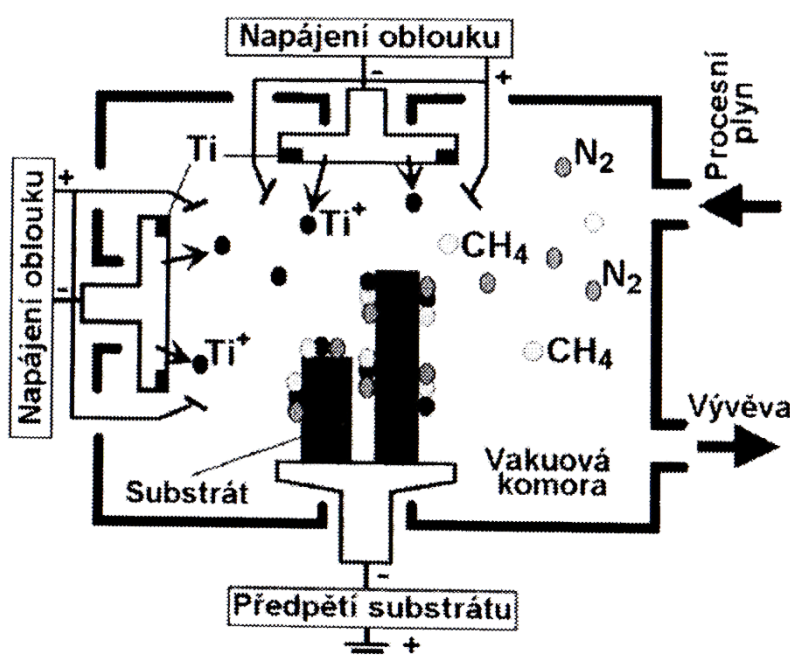 Napájení oblouku
-
+
Procesní
plyn
Ti
N₂
Napájení oblouku
+
-
Ti⁺
CH₄
N₂
Ti⁺
CH₄
Vývěva
Substrát
Vakuová
komora
-
Předpětí substrátu
+